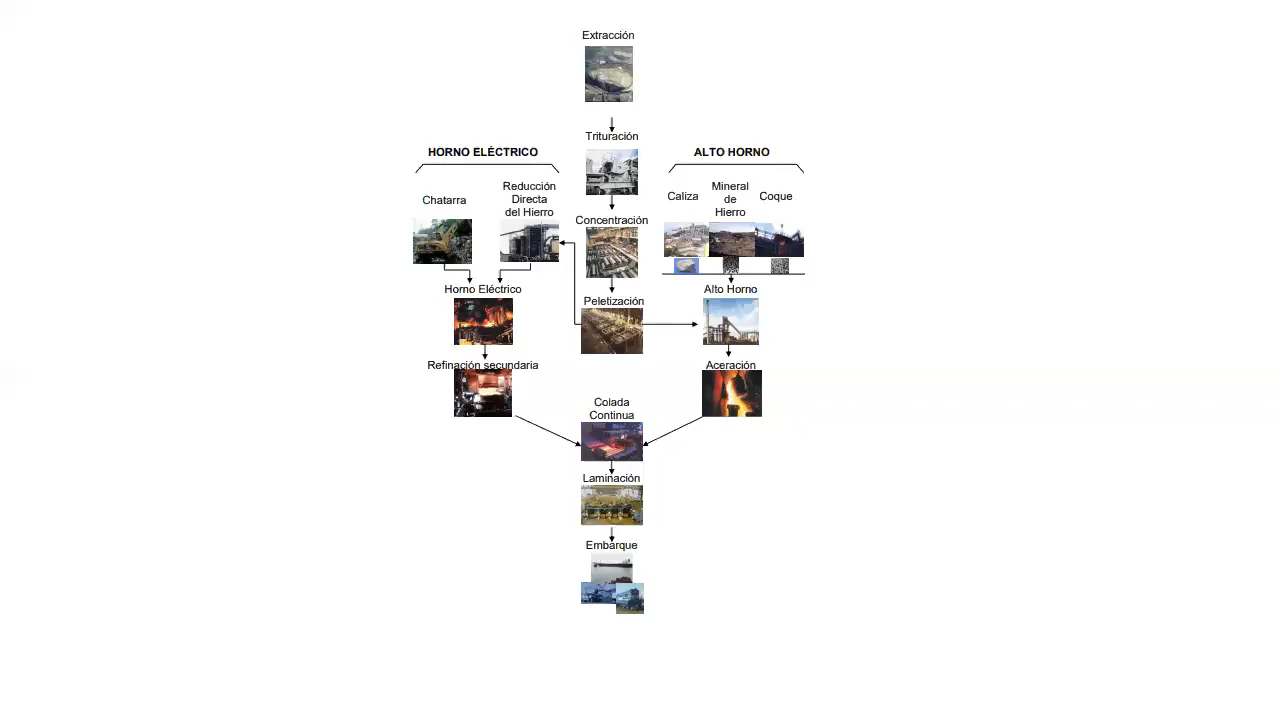 Extracción
Trituración
HORNO ELÉCTRICO
ALTO HORNO
Chatarra
Reducción
Directa
del Hierro
Concentración
Caliza
Mineral
de
Hierro
Coque
Horno Eléctrico
Peletización
Alto Horno
Refinación secundaria
Aceración
Colada
Continua
Laminación
Embarque